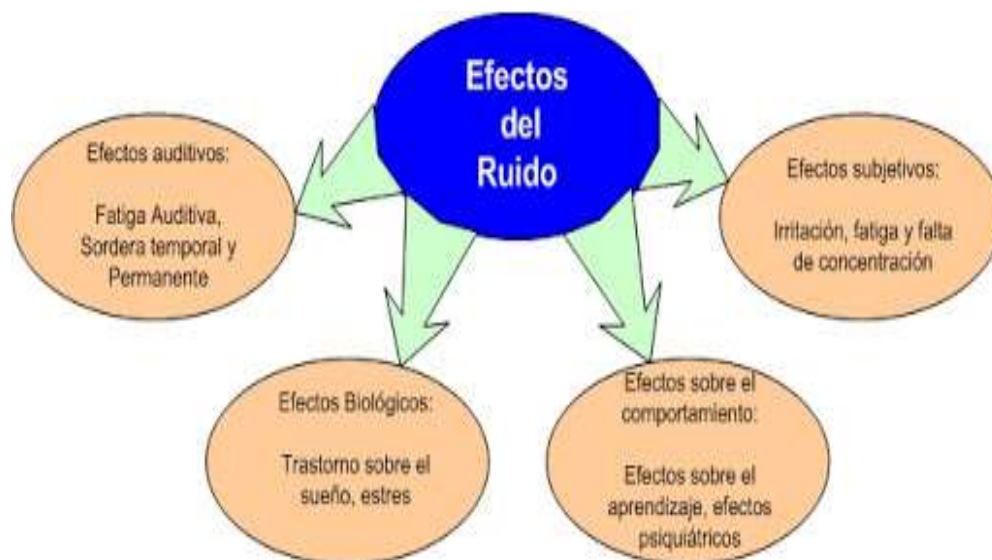 Efectos
del
Ruido
Efectos auditivos:
Fatiga Auditiva,
Sordera temporal y
Permanente
Efectos subjetivos:
Irritación, fatiga y falta
de concentración
Efectos Biológicos:
Trastorno sobre el
sueño, estres
Efectos sobre el
comportamiento:
Efectos sobre el
aprendizaje, efectos
psiquiátricos